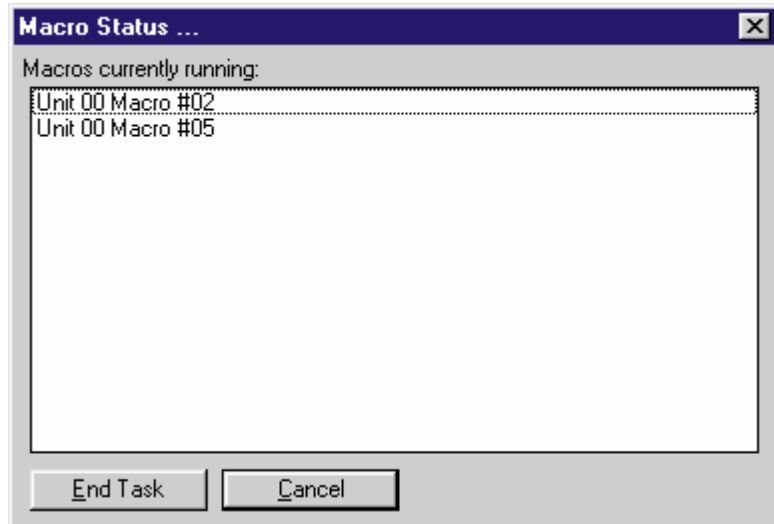 Macro Status ...
Macros currently running:
Unit 00 Macro #02
Unit 00 Macro #05
End Task Cancel